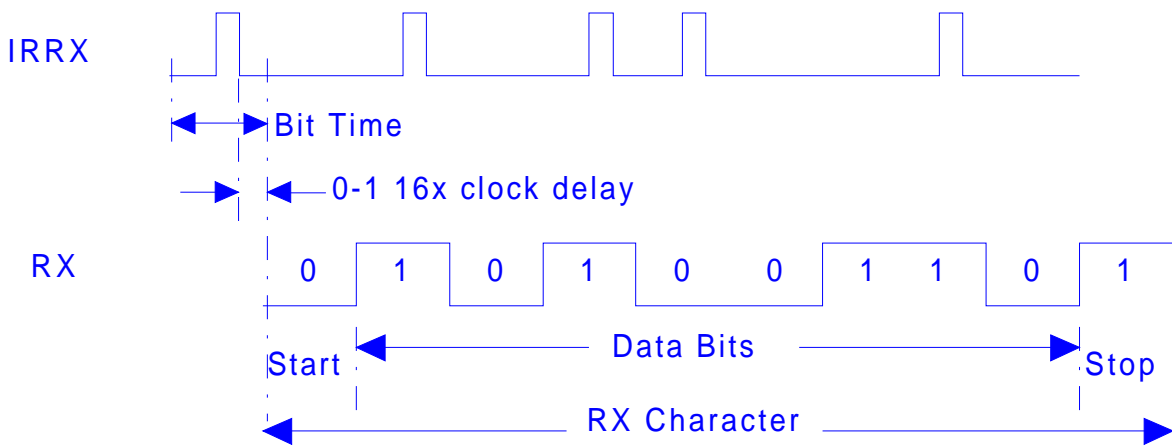 IRRX
Bit Time
0-1 16x clock delay
RX
0 1 0 1 0 0 1 1 0 1
Start
Data Bits
Stop
RX Character